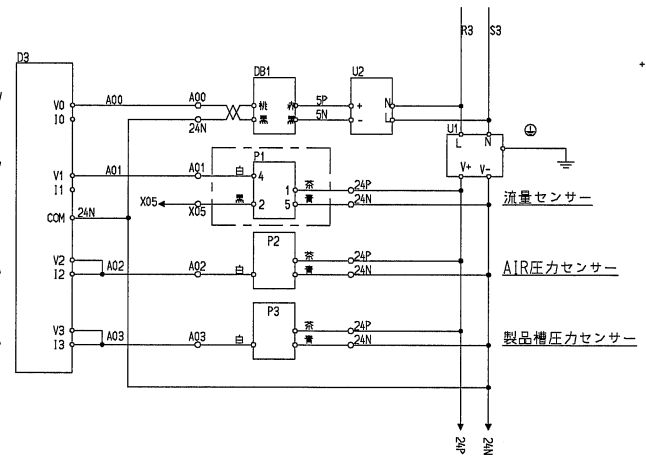 R3 S3
D3
DB1 U2
V0 A00 A00 桃 赤 5P + N
I0 24N 黒 黒 5N - L
U1 L N
P1
V+ V-
V1 A01 A01 白 4
I1 1 茶 24P
X05 X05 黒 2 5 青 24N 流量センサー
COM 24N
P2
V2 茶 24P
I2 A02 A02 白 青 24N AIR圧力センサー
P3
V3 茶 24P
I3 A03 A03 白 青 24N 製品槽圧力センサー
24P 24N